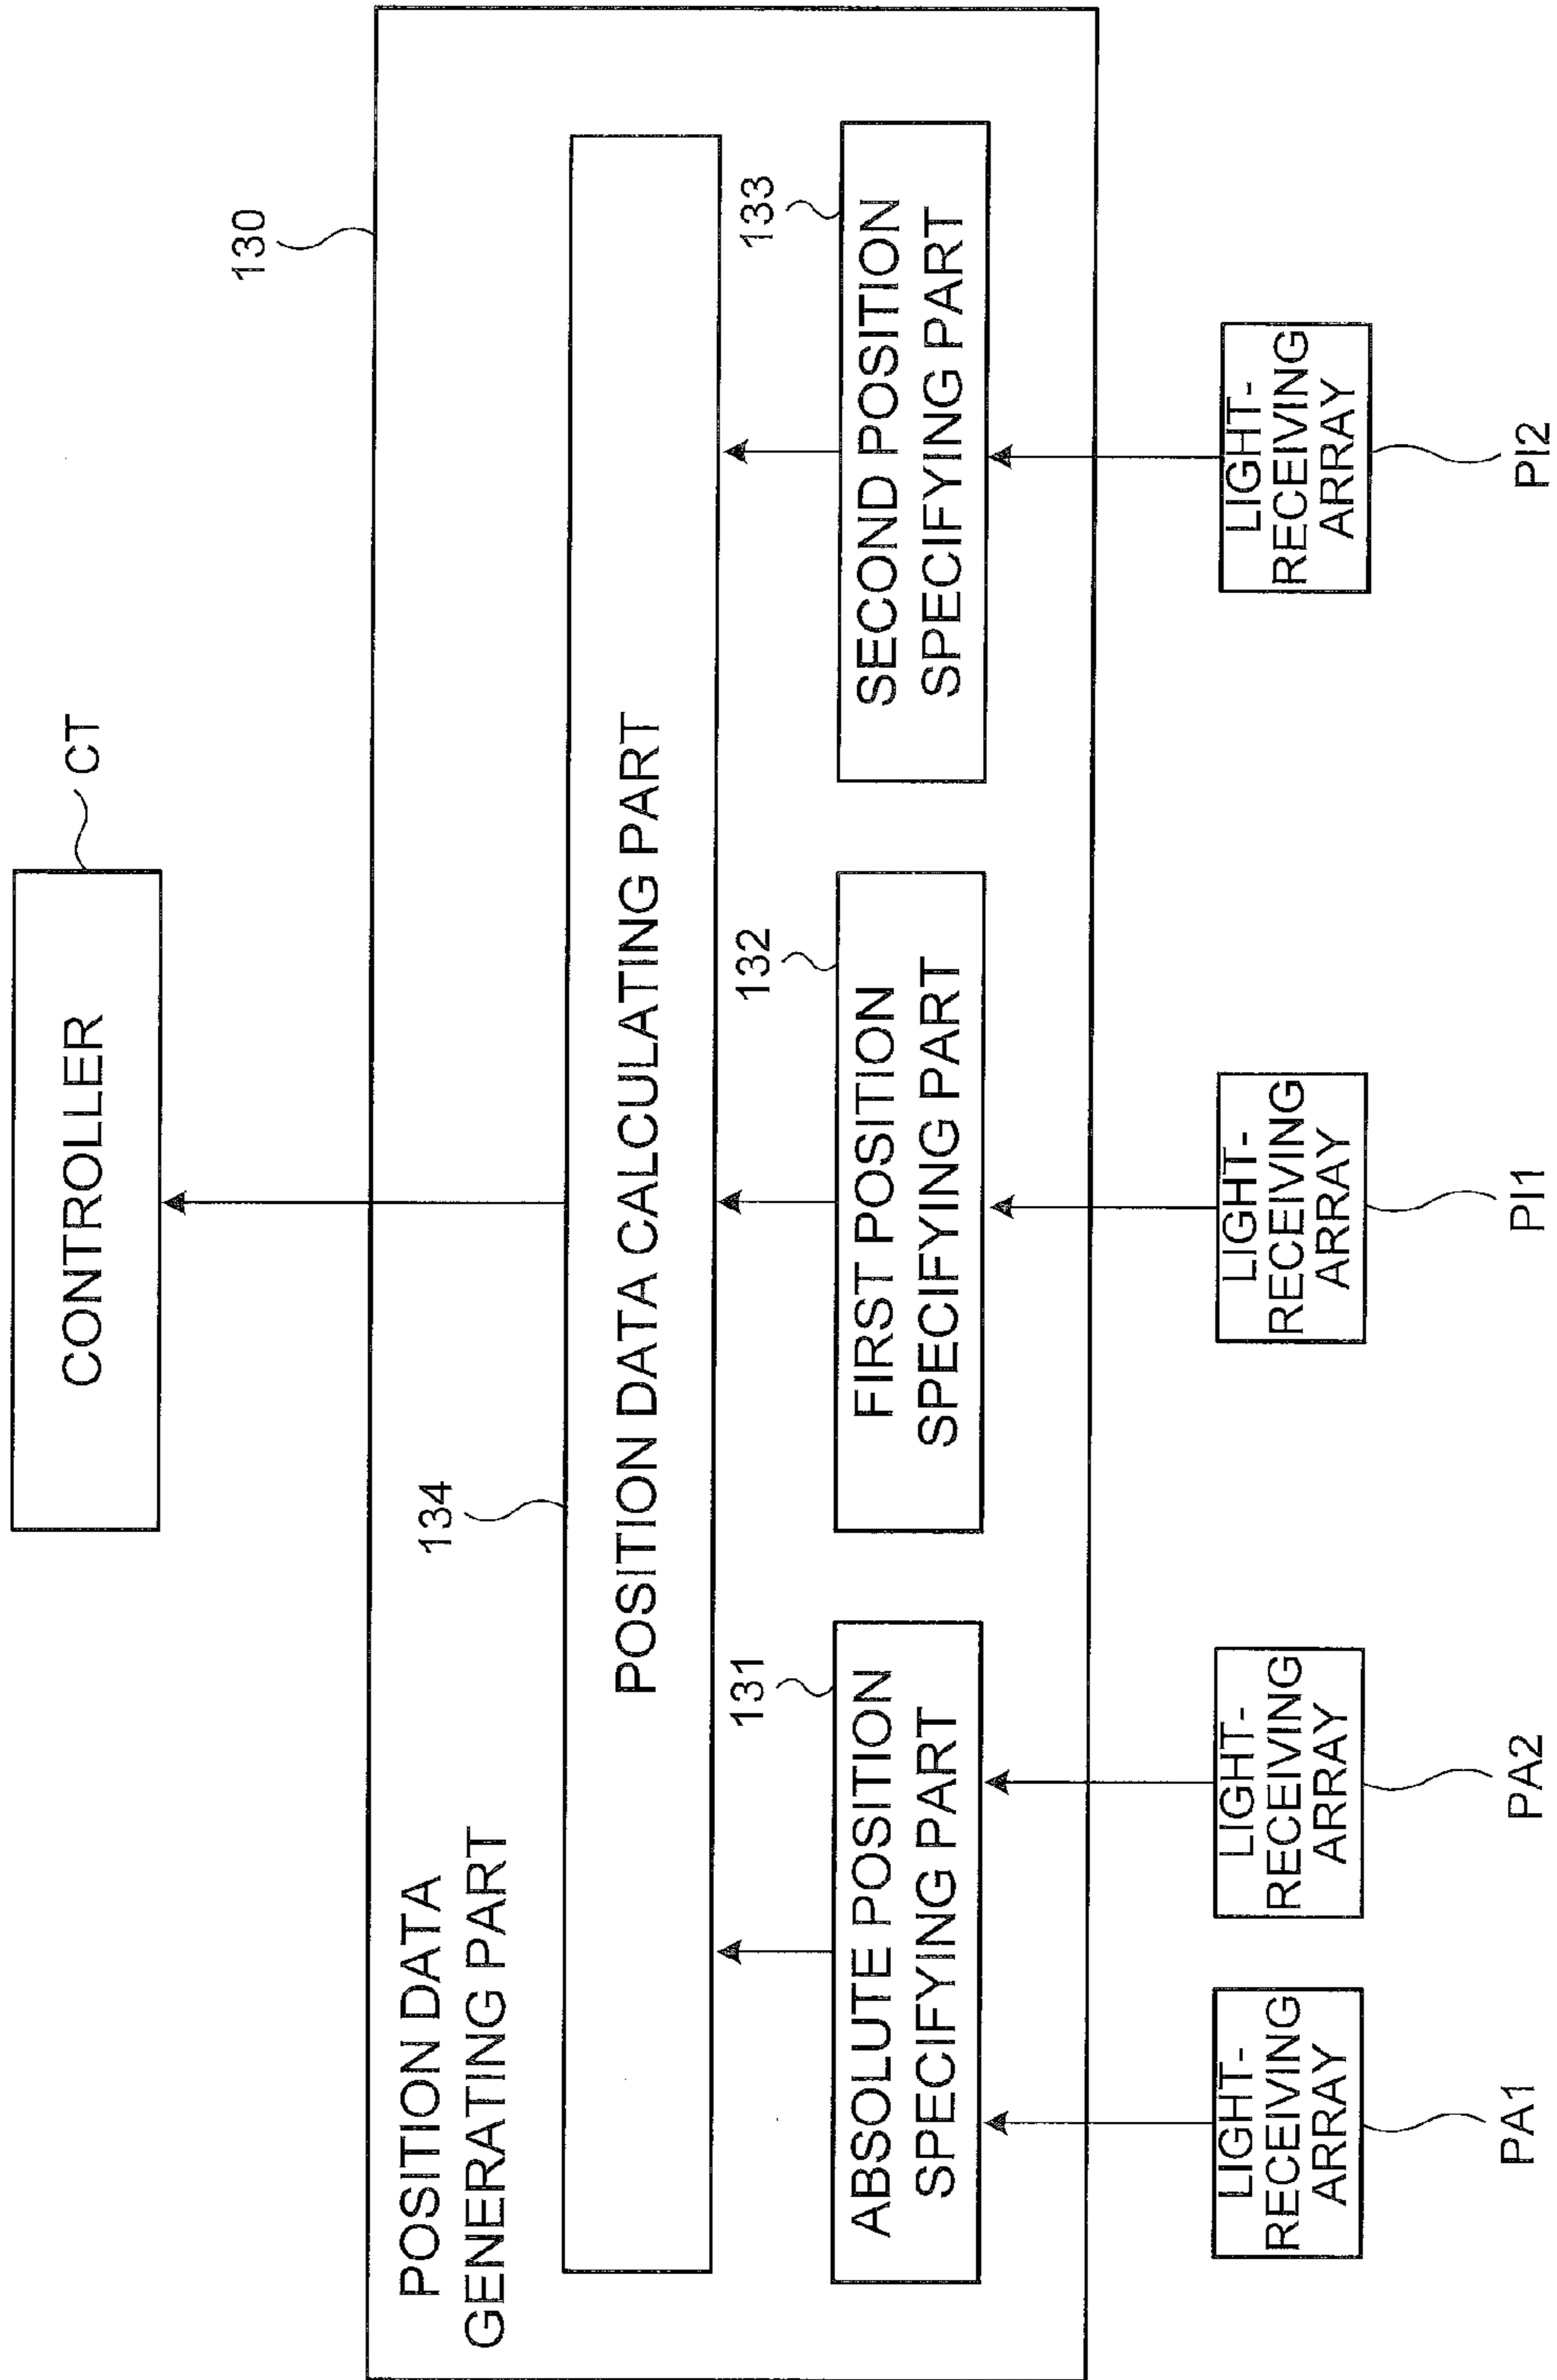 CONTROLLER
CT
130
POSITION DATA
GENERATING PART
134
POSITION DATA CALCULATING PART
131
ABSOLUTE POSITION
SPECIFYING PART
132
FIRST POSITION
SPECIFYING PART
133
SECOND POSITION
SPECIFYING PART
LIGHT-
RECEIVING
ARRAY
PA1
LIGHT-
RECEIVING
ARRAY
PA2
LIGHT-
RECEIVING
ARRAY
PI1
LIGHT-
RECEIVING
ARRAY
PI2